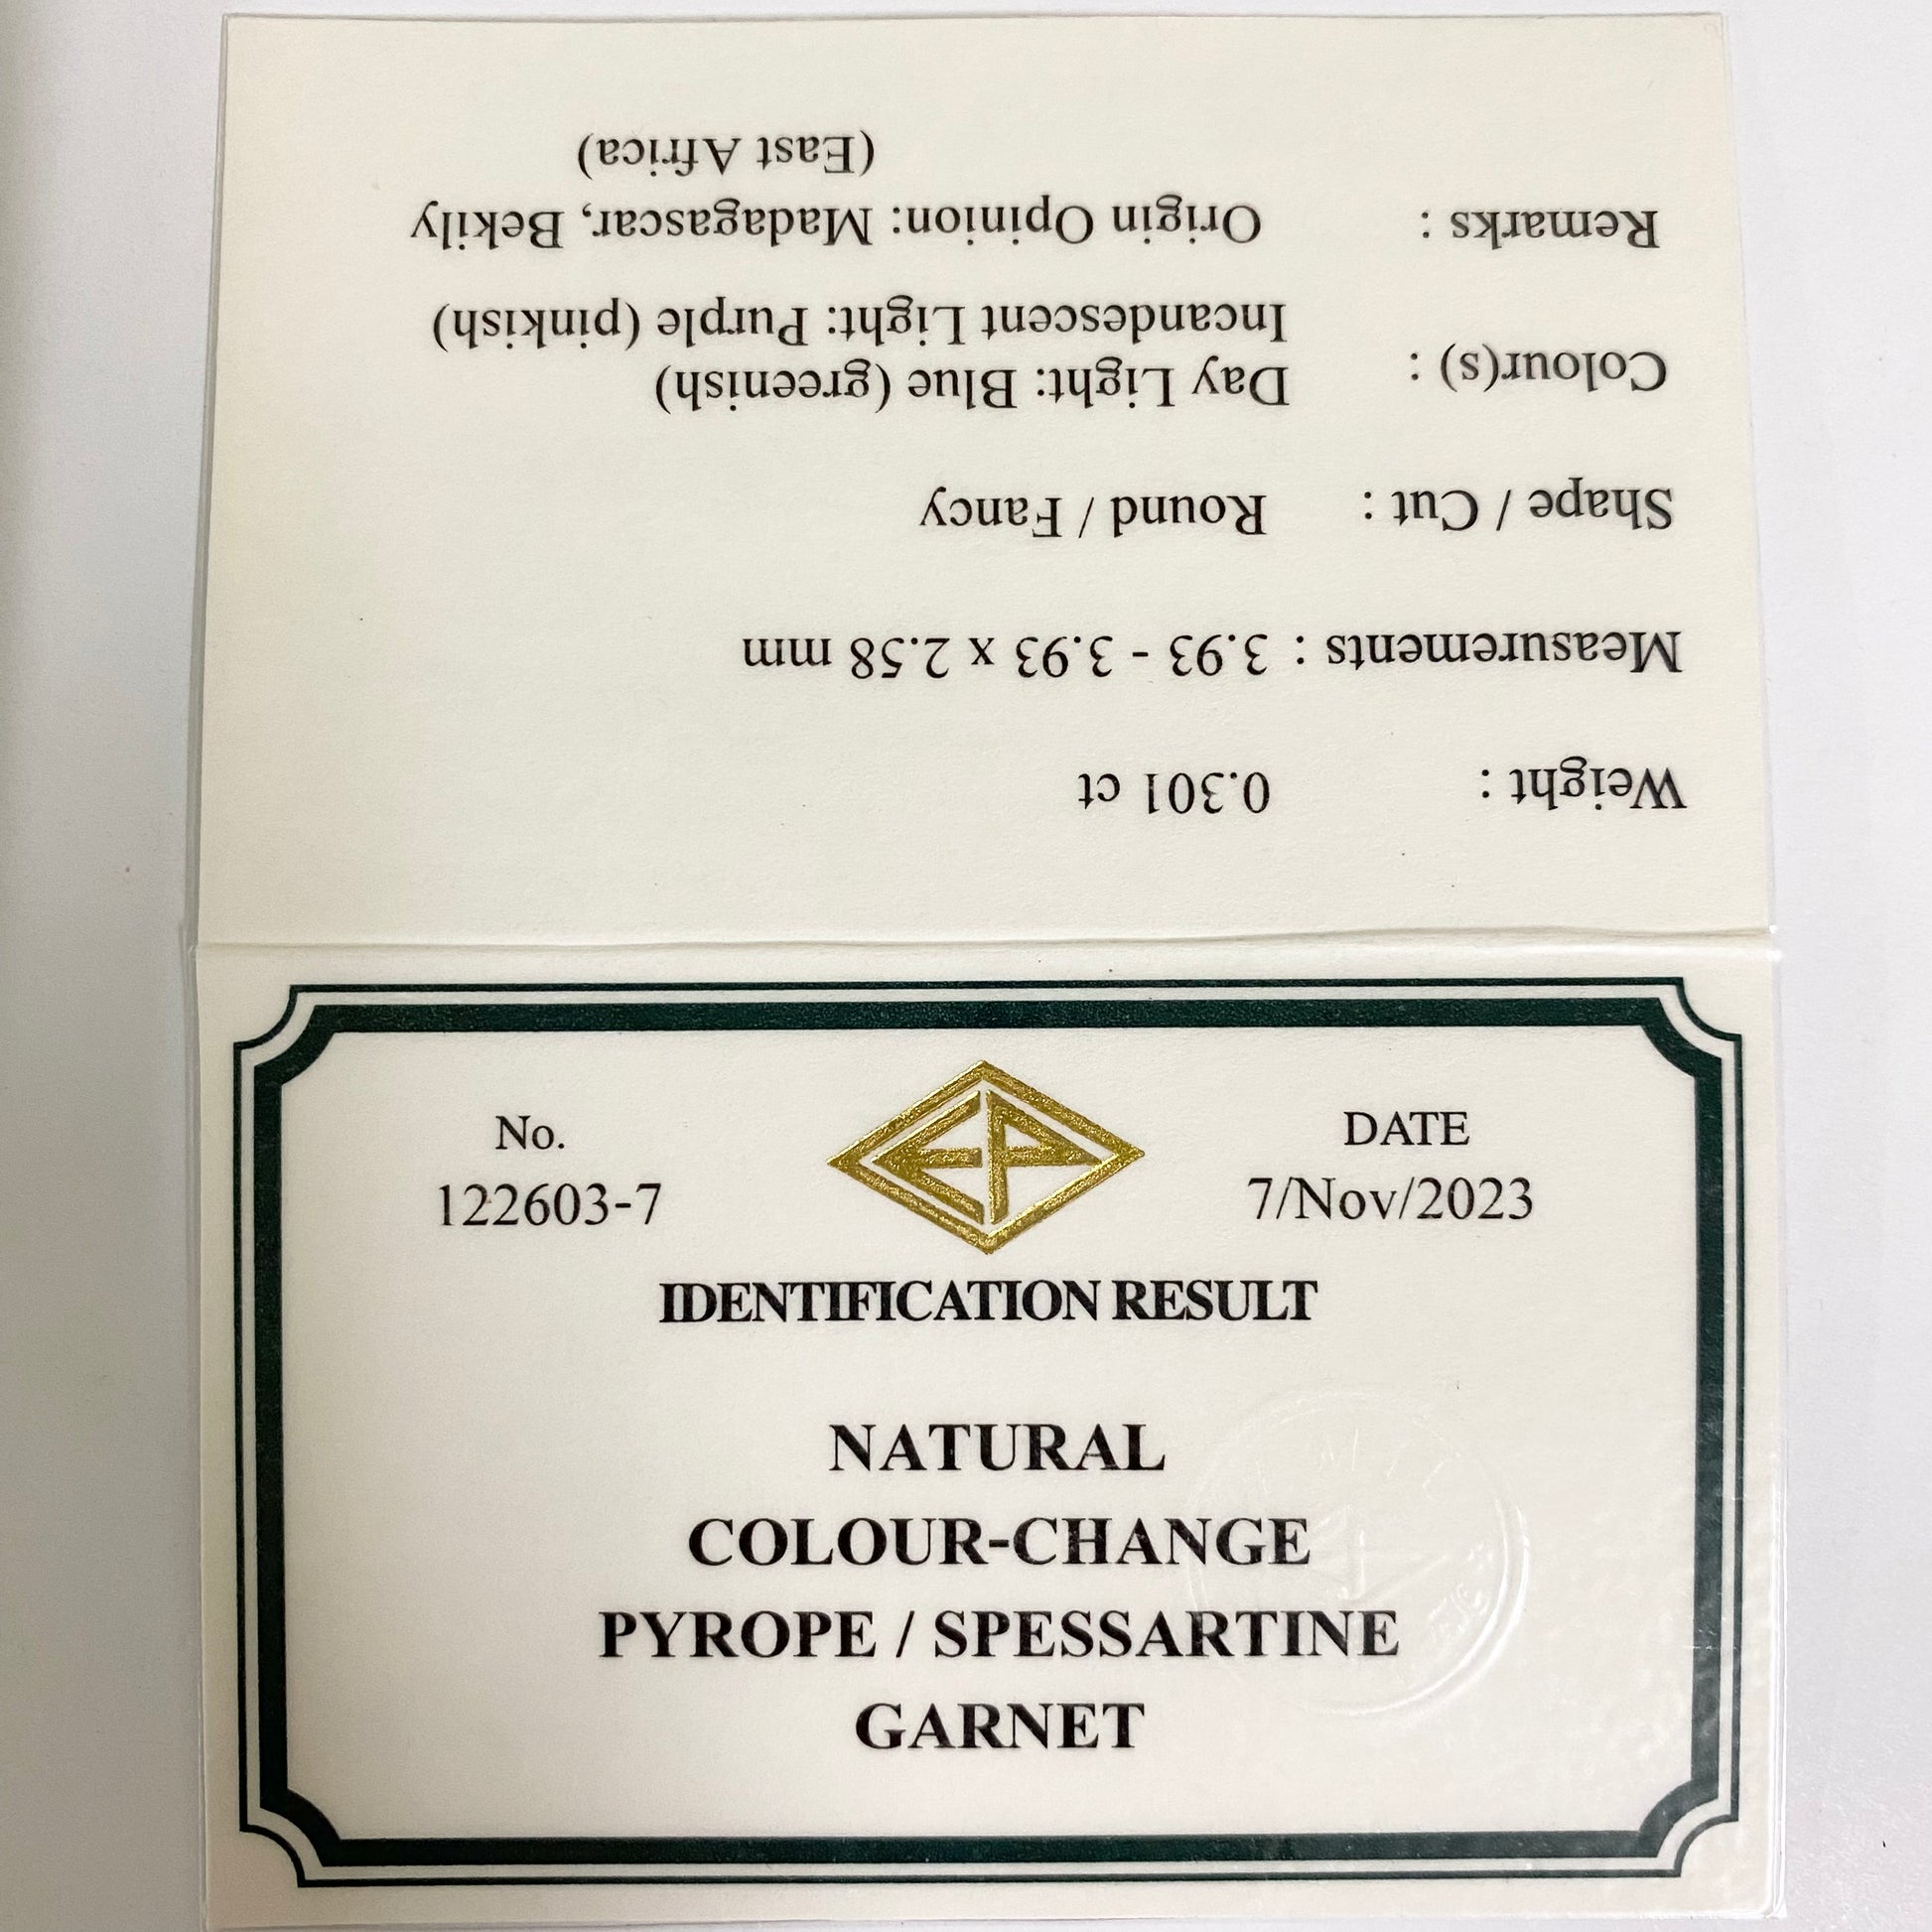 Weight : 0.301 ct
Measurements : 3.93 - 3.93 x 2.58 mm
Shape / Cut : Round / Fancy
Colour(s) : Day Light: Blue (greenish)
Incandescent Light: Purple (pinkish)
Remarks : Origin Opinion: Madagascar, Bekily
(East Africa)
No.
122603-7
EP
DATE
7/Nov/2023
IDENTIFICATION RESULT
NATURAL
COLOUR-CHANGE
PYROPE / SPESSARTINE
GARNET